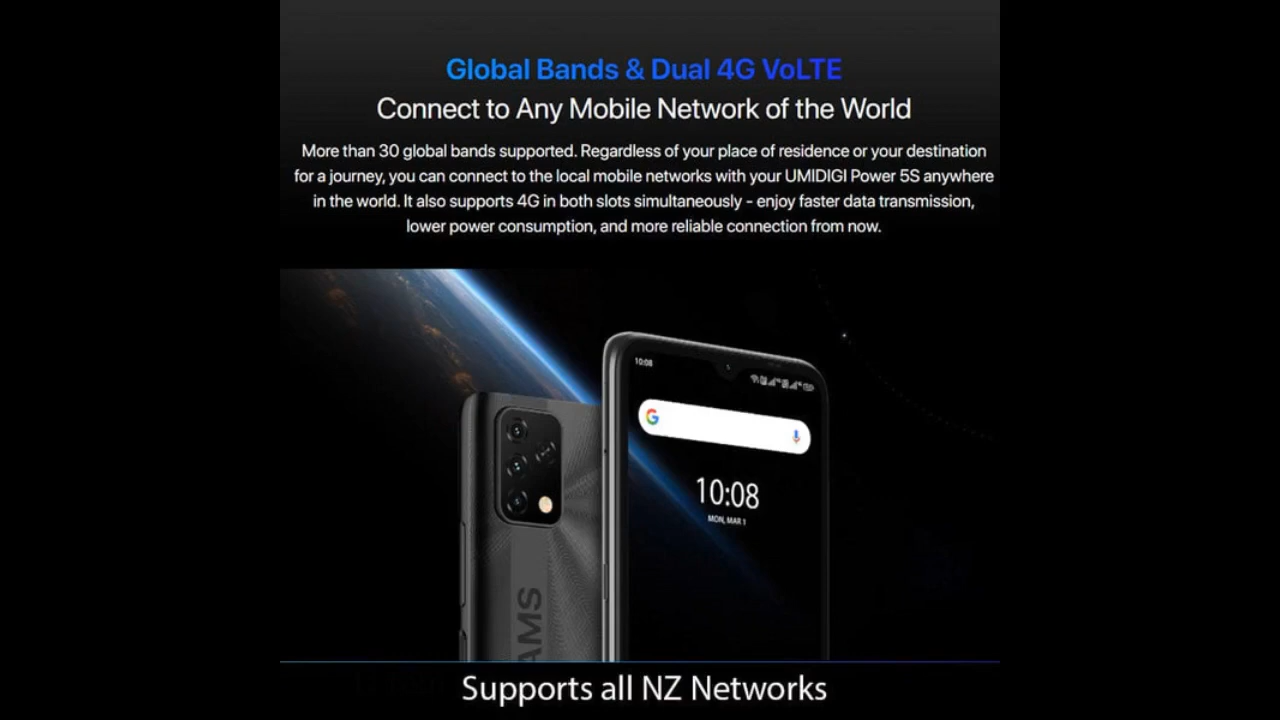 Global Bands & Dual 4G VoLTE
Connect to Any Mobile Network of the World
More than 30 global bands supported. Regardless of your place of residence or your destination
for a journey, you can connect to the local mobile networks with your UMIDIGI Power 5S anywhere
in the world. It also supports 4G in both slots simultaneously - enjoy faster data transmission,
lower power consumption, and more reliable connection from now.
10:08
10:08
MON, MAR 1
AMS
Supports all NZ Networks